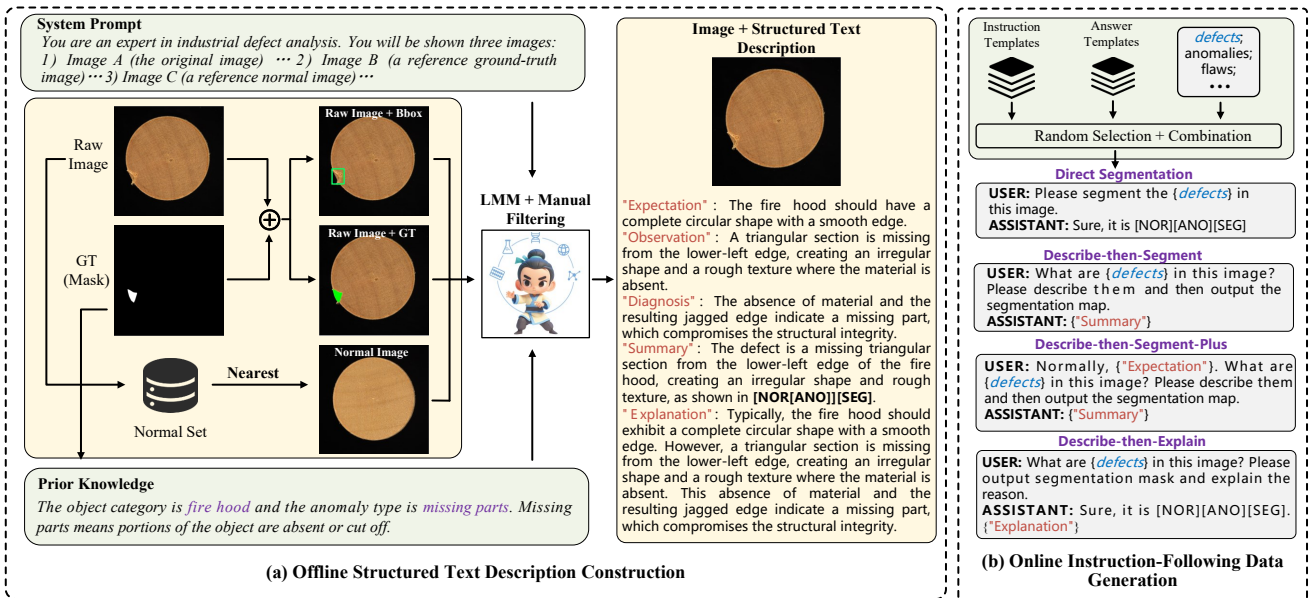 System Prompt
You are an expert in industrial defect analysis. You will be shown three images:
1) Image A (the original image) ⋯ 2) Image B (a reference ground-truth
image)⋯ 3) Image C (a reference normal image)⋯
Raw
Image
GT
(Mask)
Raw Image + Bbox
Raw Image + GT
Normal Image
Nearest
Normal Set
LMM + Manual
Filtering
Prior Knowledge
The object category is fire hood and the anomaly type is missing parts. Missing
parts means portions of the object are absent or cut off.
(a) Offline Structured Text Description Construction
Image + Structured Text
Description
"Expectation": The fire hood should have a
complete circular shape with a smooth edge.
"Observation": A triangular section is missing
from the lower-left edge, creating an irregular
shape and a rough texture where the material is
absent.
"Diagnosis": The absence of material and the
resulting jagged edge indicate a missing part,
which compromises the structural integrity.
"Summary": The defect is a missing triangular
section from the lower-left edge of the fire
hood, creating an irregular shape and rough
texture, as shown in [NOR[ANO]][SEG].
"Explanation": Typically, the fire hood should
exhibit a complete circular shape with a smooth
edge. However, a triangular section is missing
from the lower-left edge, creating an irregular
shape and a rough texture where the material is
absent. This absence of material and the
resulting jagged edge indicate a missing part,
which compromises the structural integrity.
Instruction
Templates
Answer
Templates
defects;
anomalies;
flaws;
•••
Random Selection + Combination
Direct Segmentation
USER: Please segment the {defects} in
this image.
ASSISTANT: Sure, it is [NOR][ANO][SEG]
Describe-then-Segment
USER: What are {defects} in this image?
Please describe them and then output the
segmentation map.
ASSISTANT: {"Summary"}
Describe-then-Segment-Plus
USER: Normally, {"Expectation"}. What are
{defects} in this image? Please describe them
and then output the segmentation map.
ASSISTANT: {"Summary"}
Describe-then-Explain
USER: What are {defects} in this image? Please
output segmentation mask and explain the
reason.
ASSISTANT: Sure, it is [NOR][ANO][SEG].
{"Explanation"}
(b) Online Instruction-Following Data
Generation